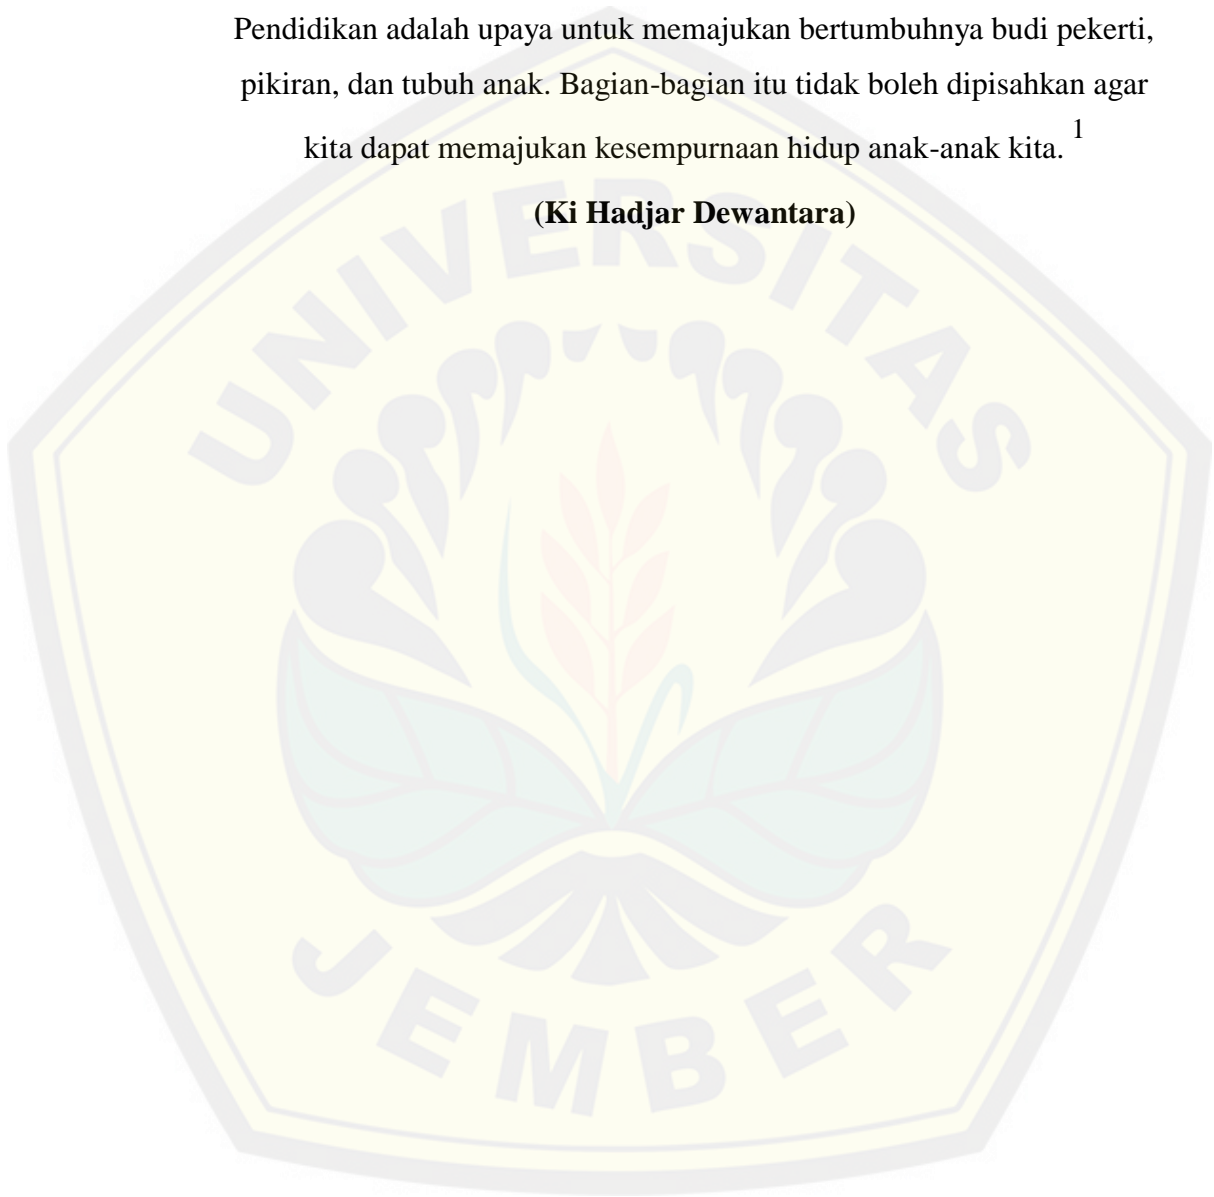 Pendidikan adalah upaya untuk memajukan bertumbuhnya budi pekerti,
pikiran, dan tubuh anak. Bagian-bagian itu tidak boleh dipisahkan agar
kita dapat memajukan kesempurnaan hidup anak-anak kita. 1
(Ki Hadjar Dewantara)
UNIVERSITAS
JEMBER